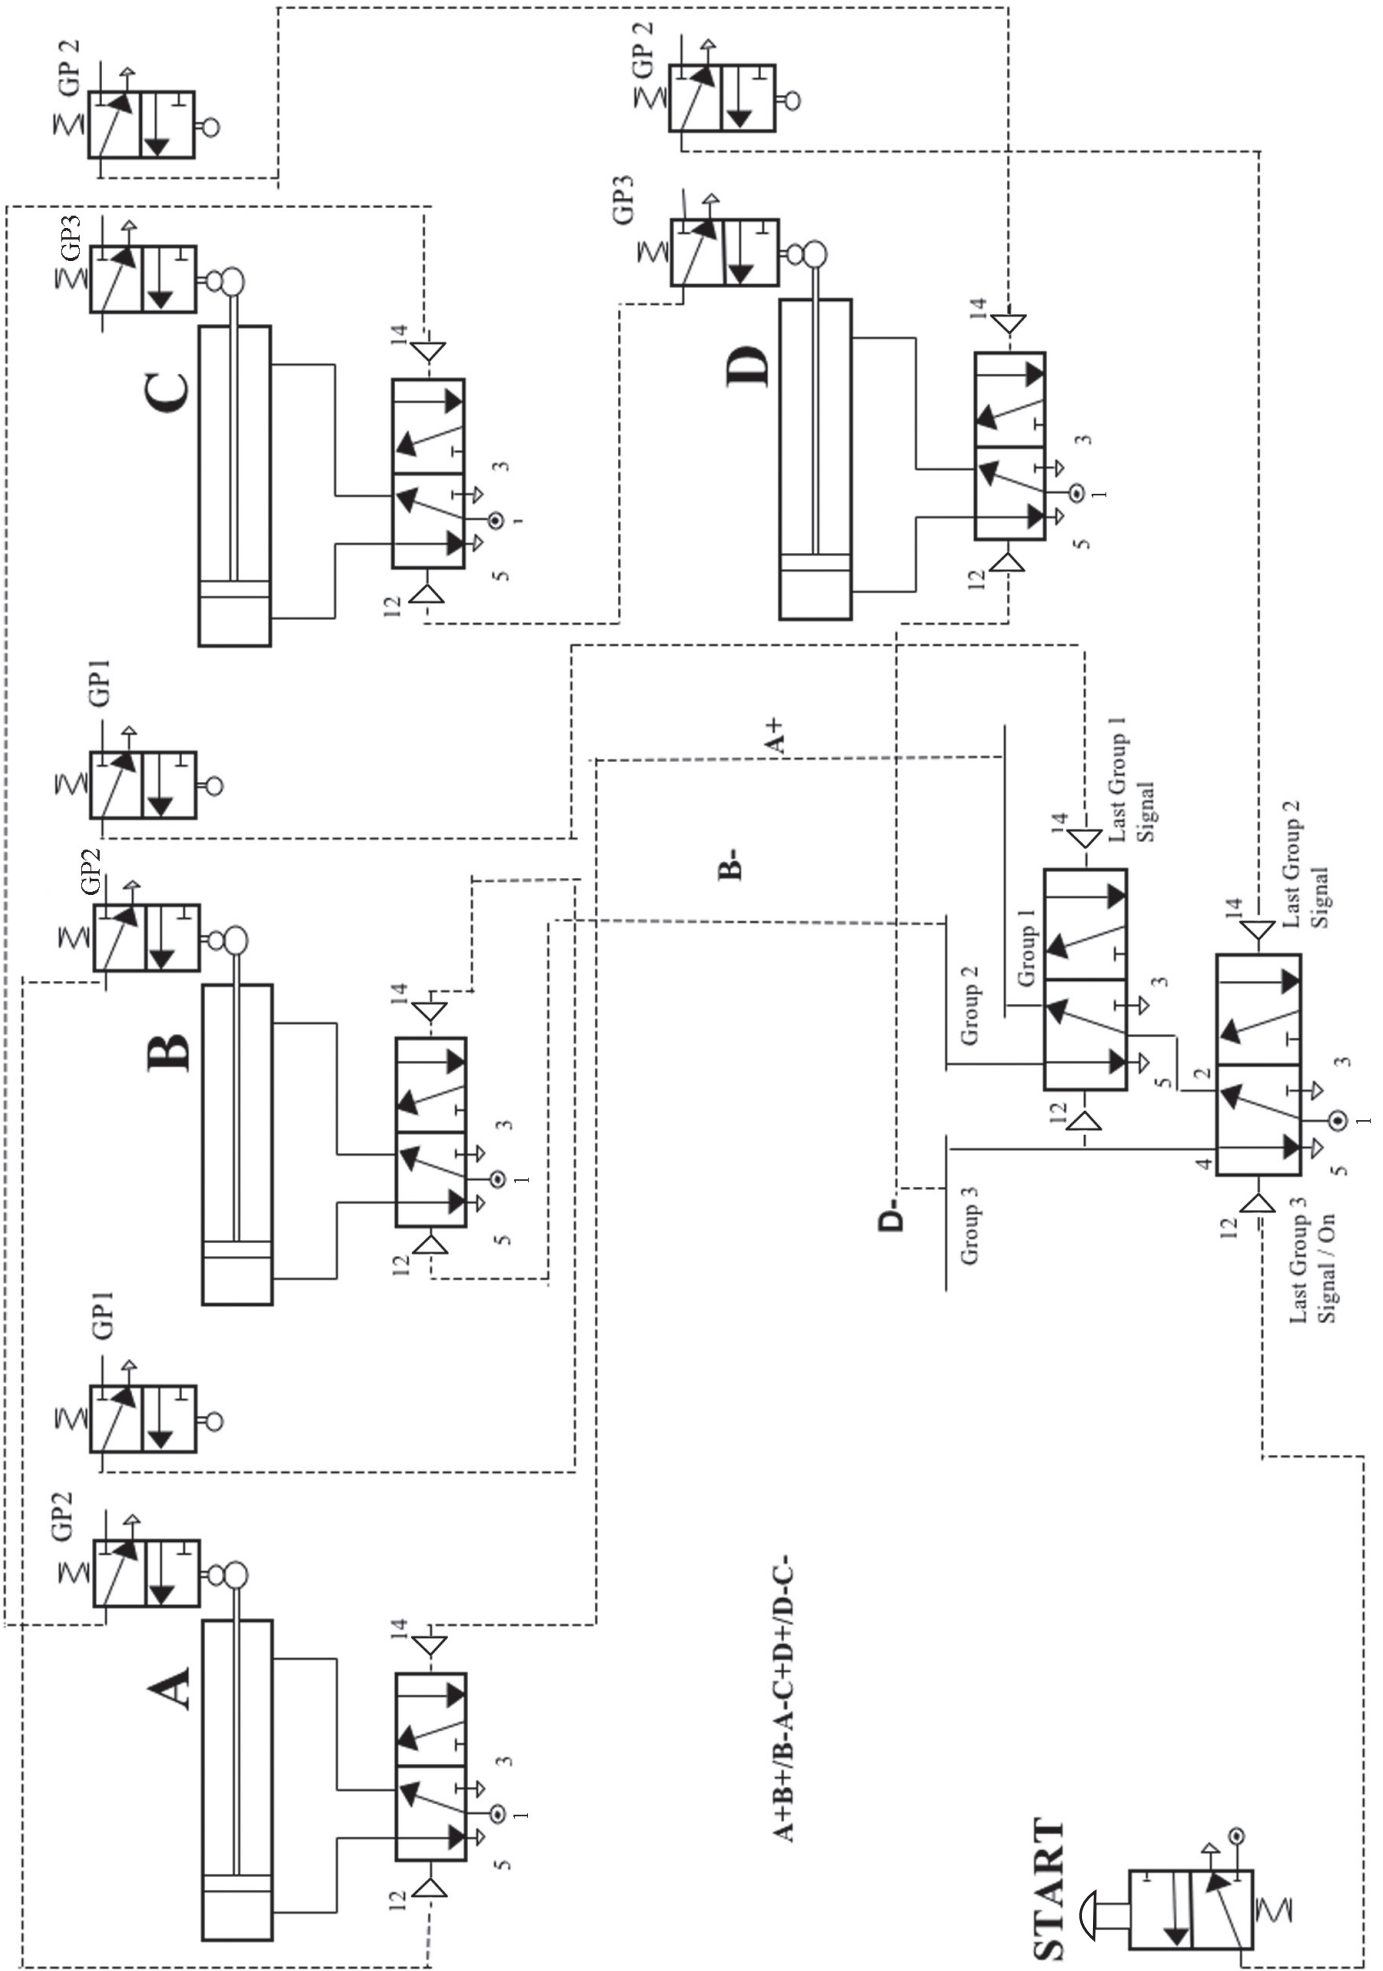 GP2
GP1
GP2
GP1
GP3
GP 2
A
B
C
12
14
12
14
12
14
5
1
3
5
1
3
5
1
3
GP3
GP 2
D
B-
A+
A+B+/B-A-C+D+/D-C-
D-
Group 3
Group 2
Group 1
12
14
5
1
3
START
12
14
Last Group 1
Signal
5
3
4
2
12
14
Last Group 3
Signal / On
Last Group 2
Signal
5
1
3